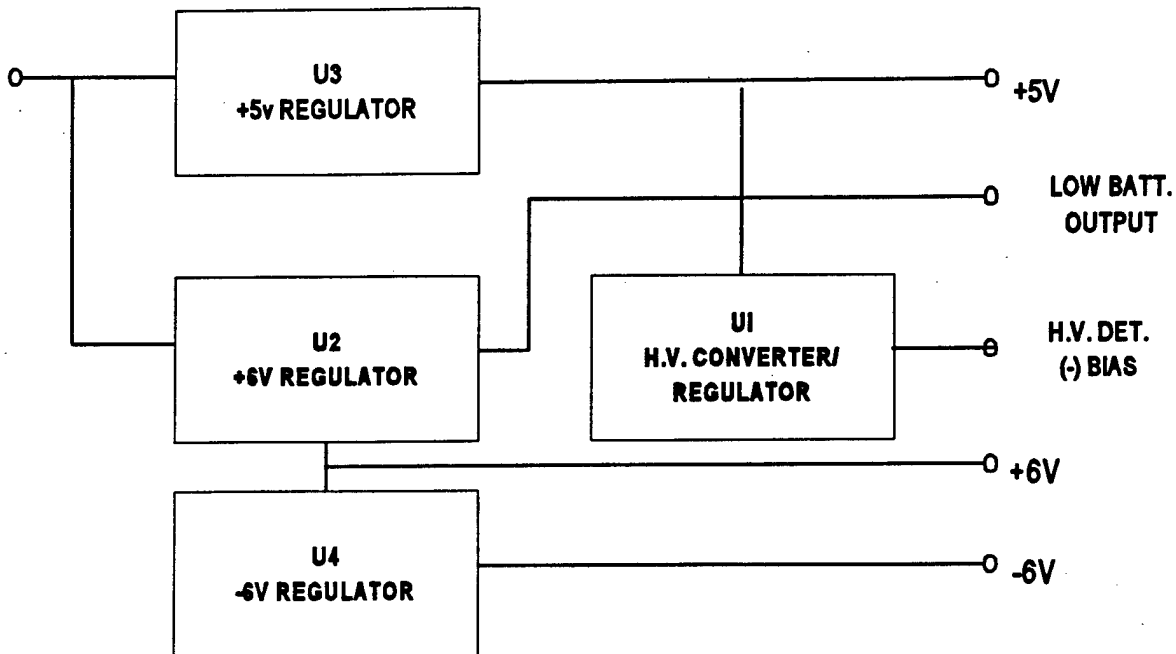 U3
+5v REGULATOR
+5V
LOW BATT.
OUTPUT
U2
+6V REGULATOR
UI
H.V. CONVERTER/
REGULATOR
H.V. DET.
(-) BIAS
+6V
U4
-6V REGULATOR
-6V